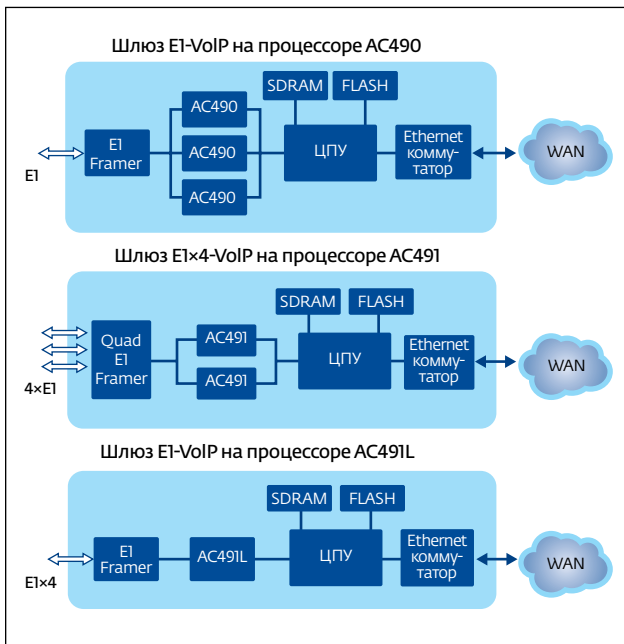 Шлюз E1-VoIP на процессоре AC490
SDRAM
FLASH
AC490
E1
Framer
AC490
ЦПУ
Ethernet
комму-
татор
WAN
E1
AC490
Шлюз E1×4-VoIP на процессоре AC491
SDRAM
FLASH
Quad
E1
Framer
AC491
AC491
ЦПУ
Ethernet
комму-
татор
WAN
4×E1
Шлюз E1-VoIP на процессоре AC491L
SDRAM
FLASH
E1
Framer
AC491L
ЦПУ
Ethernet
комму-
татор
WAN
E1×4